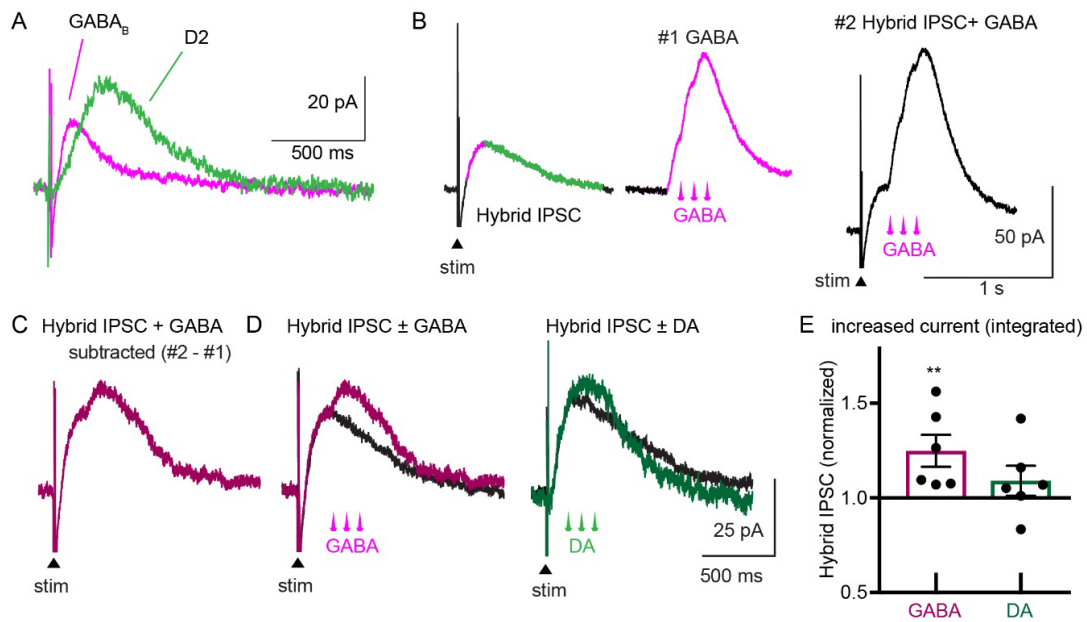 A
GABAB
D2
20 pA
500 ms
B
#1 GABA
Hybrid IPSC
GABA
stim
#2 Hybrid IPSC+ GABA
GABA
50 pA
stim
1 s
C Hybrid IPSC + GABA
subtracted (#2 - #1)
stim
D Hybrid IPSC ± GABA
GABA
stim
Hybrid IPSC ± DA
DA
25 pA
stim
500 ms
E increased current (integrated)
Hybrid IPSC (normalized)
**
1.5
1.0
0.5
GABA DA